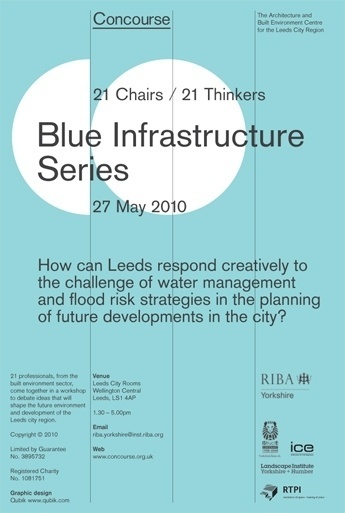 Concourse
The Architecture and
Built Environment Centre
for the Leeds City Region
21 Chairs / 21 Thinkers
Blue Infrastructure
Series
27 May 2010
How can Leeds respond creatively to
the challenge of water management
and flood risk strategies in the planning
of future developments in the city?
21 professionals, from the
built environment sector,
come together in a workshop
to debate ideas that will
shape the future environment
and development of the
Leeds city region.
Copyright © 2010
Limited by Guarantee
No. 3895732
Registered Charity
No. 1081751
Graphic design
Qubik www.qubik.com
Venue
Leeds City Rooms
Wellington Central
Leeds, LS1 4AP
1.30 – 5.00pm
Email
riba.yorkshire@inst.riba.org
Web
www.concourse.org.uk
RIBA
Yorkshire
ice
Landscape Institute
Yorkshire + Humber
RTPI